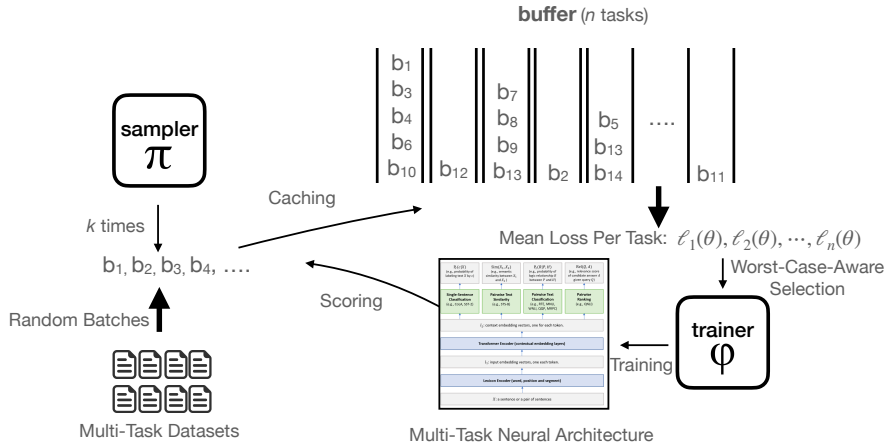 buffer (n tasks)
b1
b3
b4
b6
b10
b12
b7
b8
b9
b13
b2
b5
b13
b14
....
b11
sampler
π
Caching
k times
b1, b2, b3, b4, ....
Mean Loss Per Task: ℓ1(θ), ℓ2(θ), ⋯, ℓn(θ)
Worst-Case-Aware
Selection
Scoring
Random Batches
trainer
φ
Training
Single-Sentence
Classification
Pairwise Text
Similarity
Pairwise Text
Classification
Pairwise
Ranking
Transformer Encoder (contextual embedding layers)
Lexicon Encoder (word, position and segment)
Multi-Task Datasets
Multi-Task Neural Architecture